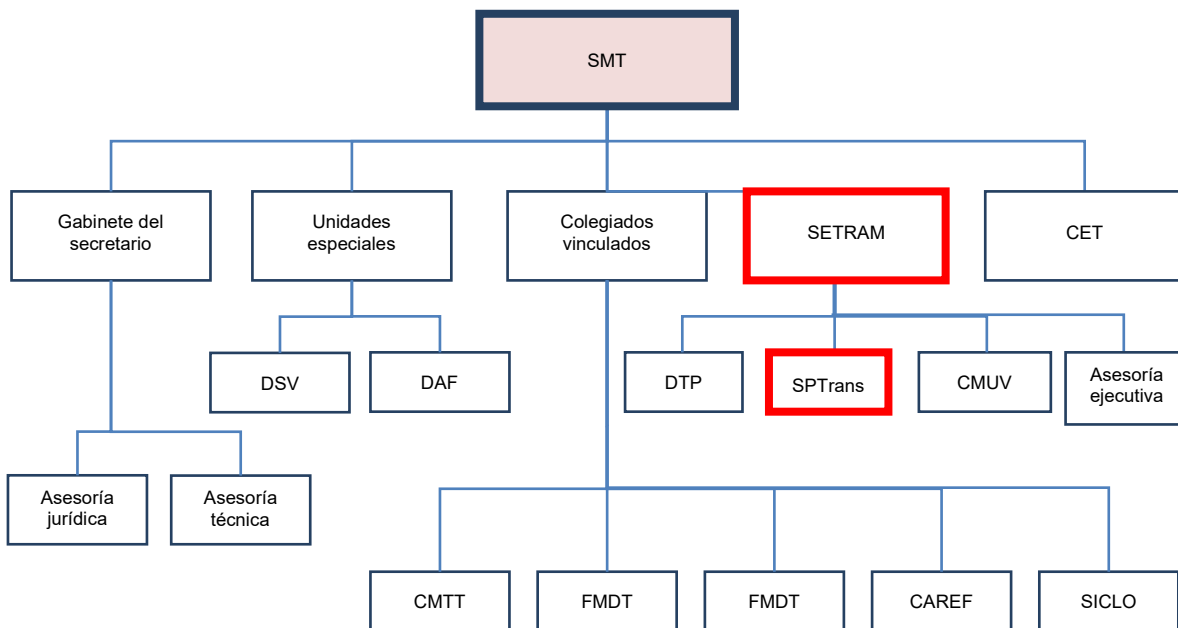 SMT
Gabinete del
secretario
Unidades
especiales
Colegiados
vinculados
SETRAM
CET
DSV
DAF
DTP
SPTrans
CMUV
Asesoría
ejecutiva
Asesoría
jurídica
Asesoría
técnica
CMTT
FMDT
FMDT
CAREF
SICLO